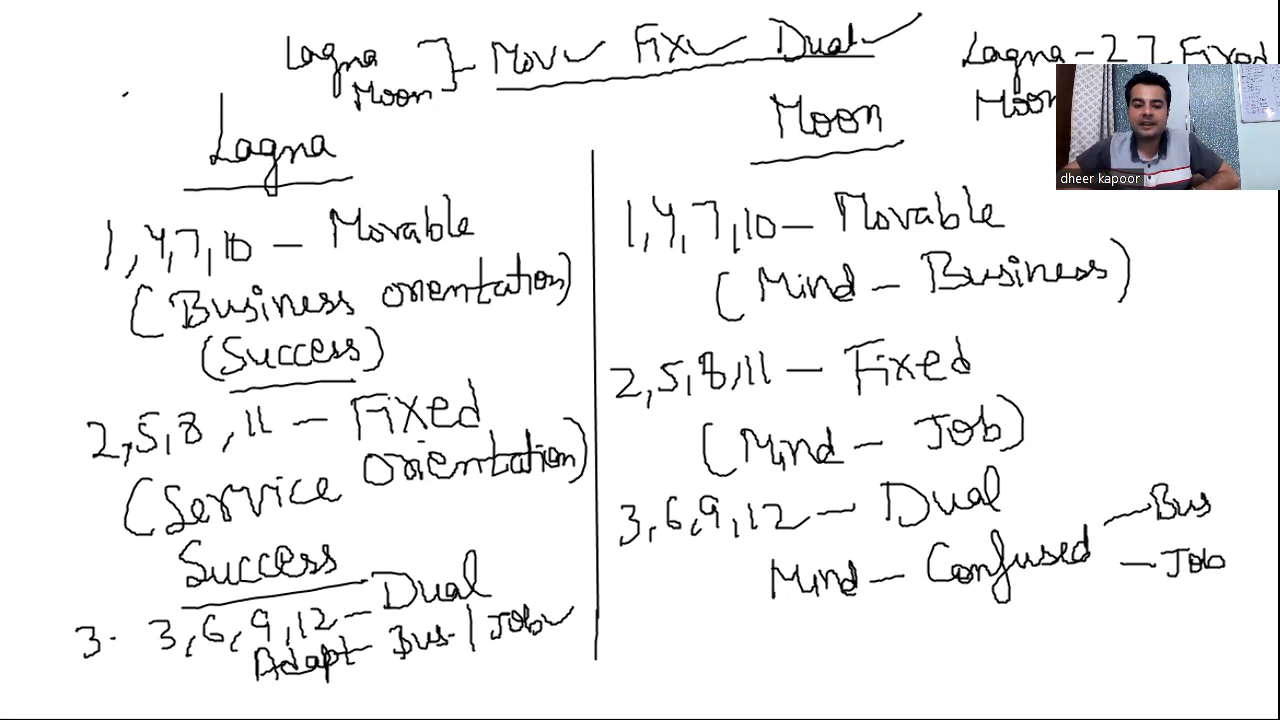 Lagna
Moon
Mov Fix Dual
Lagna - 2 7 Fixed
Moon
dheer kapoor
Lagna
1,4,7,10 - Movable
(Business orientation)
(Success)
2,5,8,11 - Fixed
(Service orientation)
Success
3. 3,6,9,12 - Dual
Adapt Bus | Job
Moon
1,4,7,10 - Movable
(Mind - Business)
2,5,8,11 - Fixed
(Mind - Job)
3,6,9,12 - Dual
Mind - Confused - Bus
- Job